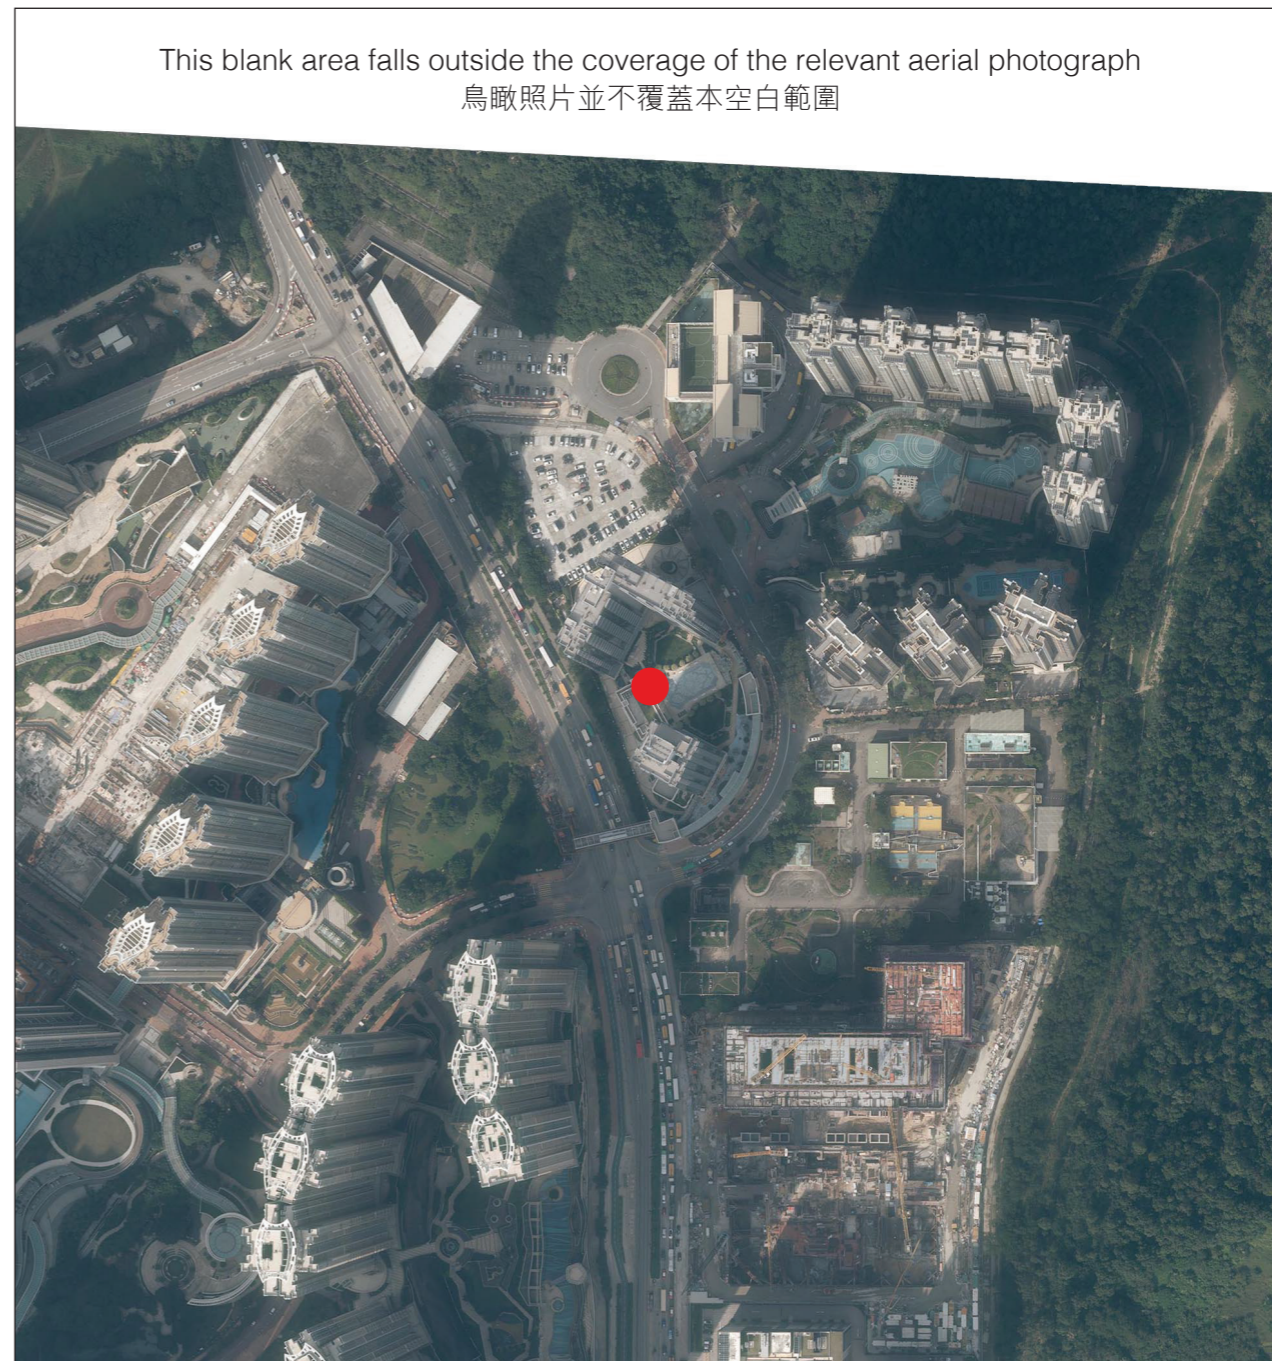 This blank area falls outside the coverage of the relevant aerial photograph
鳥瞰照片並不覆蓋本空白範圍